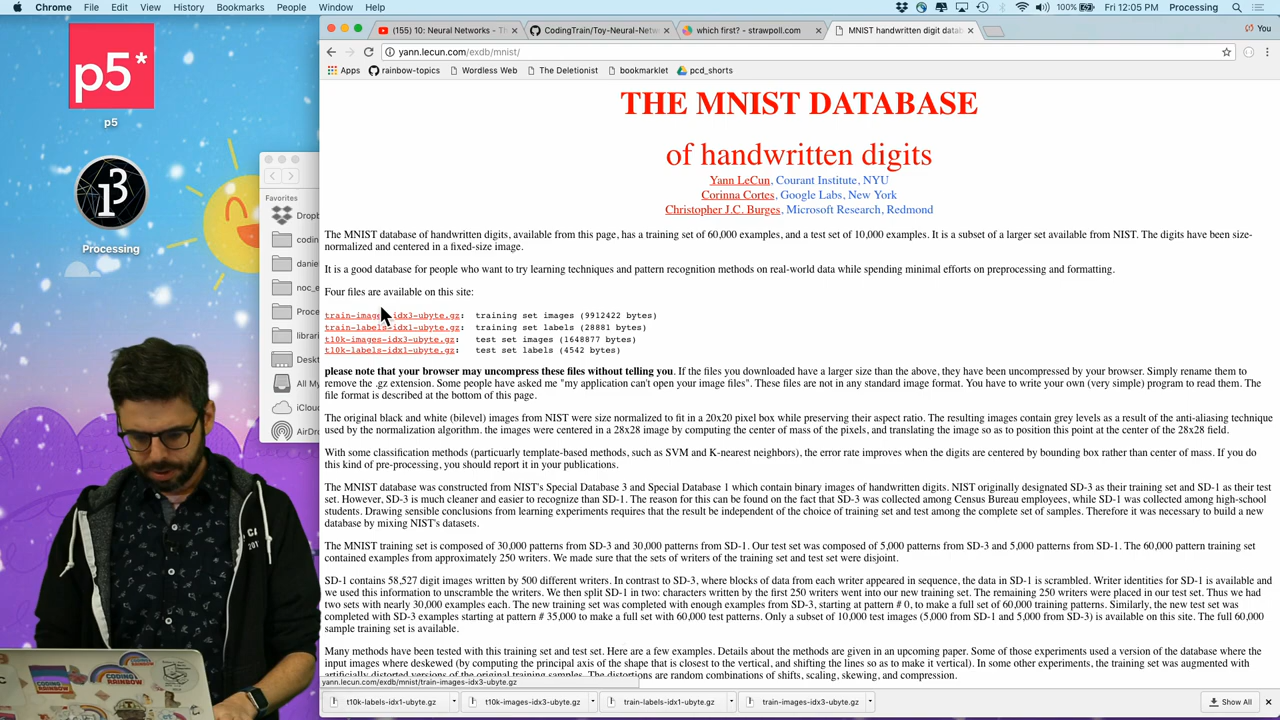 Chrome File Edit View History Bookmarks People Window Help 100% Fri 12:05 PM Processing
(155) 10: Neural Networks - Th
CodingTrain/Toy-Neural-Netw
which first? - strawpoll.com
MNIST handwritten digit datab
You
yann.lecun.com/exdb/mnist/
Apps rainbow-topics Wordless Web The Deletionist bookmarklet pcd_shorts
p5*
p5
Processing
Favorites
Dropb
codin
daniel
noc_e
Proce
librari
Deskt
All My
iCloud
AirDro
THE MNIST DATABASE
of handwritten digits
Yann LeCun, Courant Institute, NYU
Corinna Cortes, Google Labs, New York
Christopher J.C. Burges, Microsoft Research, Redmond
The MNIST database of handwritten digits, available from this page, has a training set of 60,000 examples, and a test set of 10,000 examples. It is a subset of a larger set available from NIST. The digits have been size-
normalized and centered in a fixed-size image.
It is a good database for people who want to try learning techniques and pattern recognition methods on real-world data while spending minimal efforts on preprocessing and formatting.
Four files are available on this site:
train-images-idx3-ubyte.gz: training set images (9912422 bytes)
train-labels-idx1-ubyte.gz: training set labels (28881 bytes)
t10k-images-idx3-ubyte.gz: test set images (1648877 bytes)
t10k-labels-idx1-ubyte.gz: test set labels (4542 bytes)
please note that your browser may uncompress these files without telling you. If the files you downloaded have a larger size than the above, they have been uncompressed by your browser. Simply rename them to
remove the .gz extension. Some people have asked me "my application can't open your image files". These files are not in any standard image format. You have to write your own (very simple) program to read them. The
file format is described at the bottom of this page.
The original black and white (bilevel) images from NIST were size normalized to fit in a 20x20 pixel box while preserving their aspect ratio. The resulting images contain grey levels as a result of the anti-aliasing technique
used by the normalization algorithm. the images were centered in a 28x28 image by computing the center of mass of the pixels, and translating the image so as to position this point at the center of the 28x28 field.
With some classification methods (particuarly template-based methods, such as SVM and K-nearest neighbors), the error rate improves when the digits are centered by bounding box rather than center of mass. If you do
this kind of pre-processing, you should report it in your publications.
The MNIST database was constructed from NIST's Special Database 3 and Special Database 1 which contain binary images of handwritten digits. NIST originally designated SD-3 as their training set and SD-1 as their test
set. However, SD-3 is much cleaner and easier to recognize than SD-1. The reason for this can be found on the fact that SD-3 was collected among Census Bureau employees, while SD-1 was collected among high-school
students. Drawing sensible conclusions from learning experiments requires that the result be independent of the choice of training set and test among the complete set of samples. Therefore it was necessary to build a new
database by mixing NIST's datasets.
The MNIST training set is composed of 30,000 patterns from SD-3 and 30,000 patterns from SD-1. Our test set was composed of 5,000 patterns from SD-3 and 5,000 patterns from SD-1. The 60,000 pattern training set
contained examples from approximately 250 writers. We made sure that the sets of writers of the training set and test set were disjoint.
SD-1 contains 58,527 digit images written by 500 different writers. In contrast to SD-3, where blocks of data from each writer appeared in sequence, the data in SD-1 is scrambled. Writer identities for SD-1 is available and
we used this information to unscramble the writers. We then split SD-1 in two: characters written by the first 250 writers went into our new training set. The remaining 250 writers were placed in our test set. Thus we had
two sets with nearly 30,000 examples each. The new training set was completed with enough examples from SD-3, starting at pattern # 0, to make a full set of 60,000 training patterns. Similarly, the new test set was
completed with SD-3 examples starting at pattern # 35,000 to make a full set with 60,000 test patterns. Only a subset of 10,000 test images (5,000 from SD-1 and 5,000 from SD-3) is available on this site. The full 60,000
sample training set is available.
Many methods have been tested with this training set and test set. Here are a few examples. Details about the methods are given in an upcoming paper. Some of those experiments used a version of the database where the
input images where deskewed (by computing the principal axis of the shape that is closest to the vertical, and shifting the lines so as to make it vertical). In some other experiments, the training set was augmented with
artificially distorted versions of the original training samples. The distortions are random combinations of shifts, scaling, skewing, and compression.
yann.lecun.com/exdb/mnist/train-images-idx3-ubyte.gz
t10k-labels-idx1-ubyte.gz t10k-images-idx3-ubyte.gz train-labels-idx1-ubyte.gz train-images-idx3-ubyte.gz Show All